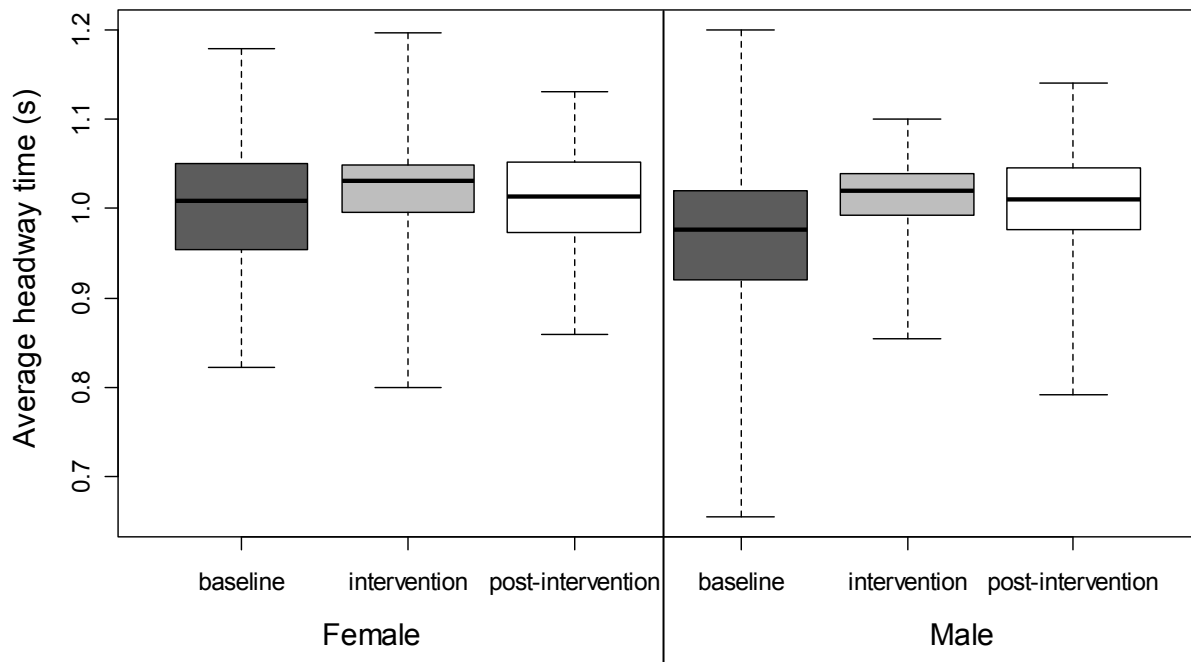 Average headway time (s)
1.2
1.1
1.0
0.9
0.8
0.7
baseline intervention post-intervention baseline intervention post-intervention
Female Male